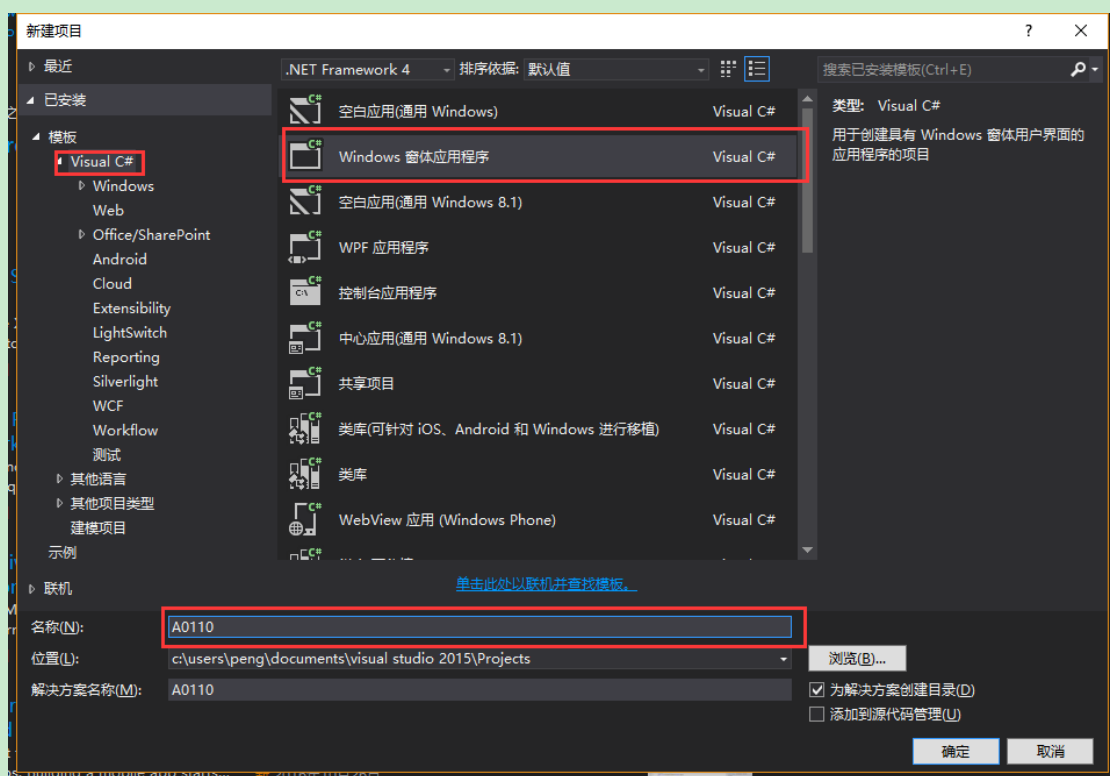 新建项目
? ×
最近
.NET Framework 4
排序依据: 默认值
搜索已安装模板(Ctrl+E)
已安装
模板
Visual C#
Windows
Web
Office/SharePoint
Android
Cloud
Extensibility
LightSwitch
Reporting
Silverlight
WCF
Workflow
测试
其他语言
其他项目类型
建模项目
示例
联机
空白应用(通用 Windows) Visual C#
Windows 窗体应用程序 Visual C#
空白应用(通用 Windows 8.1) Visual C#
WPF 应用程序 Visual C#
控制台应用程序 Visual C#
中心应用(通用 Windows 8.1) Visual C#
共享项目 Visual C#
类库(可针对 iOS、Android 和 Windows 进行移植) Visual C#
类库 Visual C#
WebView 应用 (Windows Phone) Visual C#
单击此处以联机并查找模板。
类型: Visual C#
用于创建具有 Windows 窗体用户界面的
应用程序的项目
名称(N): A0110
位置(L): c:\users\peng\documents\visual studio 2015\Projects
浏览(B)...
解决方案名称(M): A0110
为解决方案创建目录(D)
添加到源代码管理(U)
确定 取消